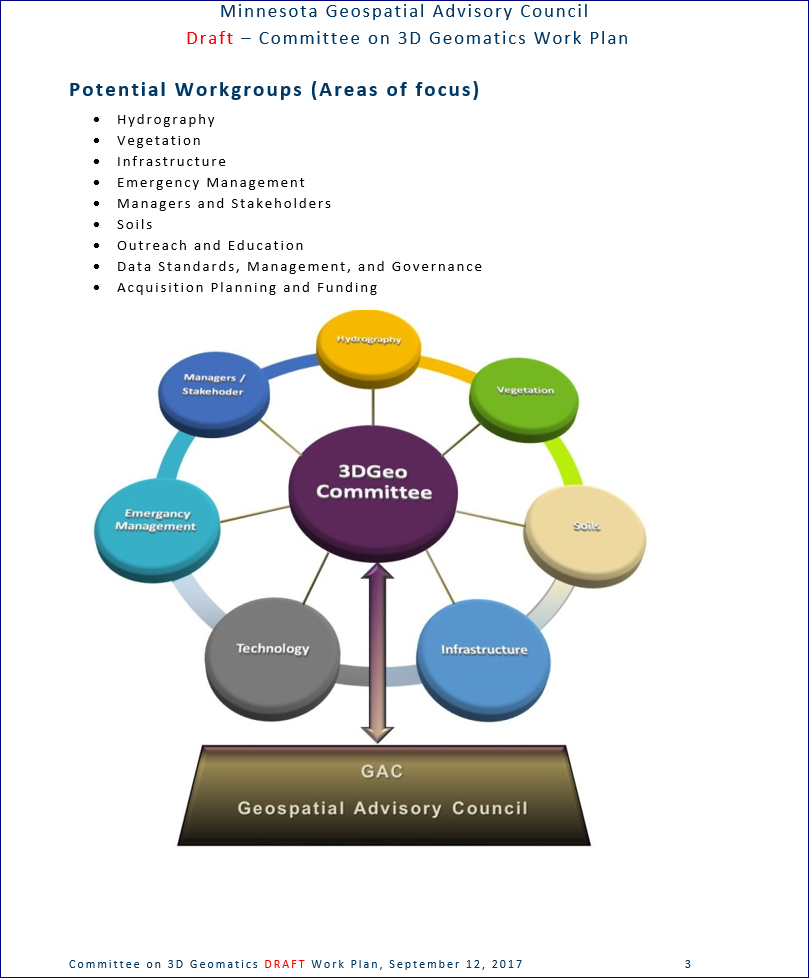 Minnesota Geospatial Advisory Council
Draft – Committee on 3D Geomatics Work Plan
Potential Workgroups (Areas of focus)
• Hydrography
• Vegetation
• Infrastructure
• Emergency Management
• Managers and Stakeholders
• Soils
• Outreach and Education
• Data Standards, Management, and Governance
• Acquisition Planning and Funding
Hydrography
Managers /
Stakehoder
Vegetation
3DGeo
Committee
Emergancy
Management
Soils
Technology
Infrastructure
GAC
Geospatial Advisory Council
Committee on 3D Geomatics DRAFT Work Plan, September 12, 2017 3